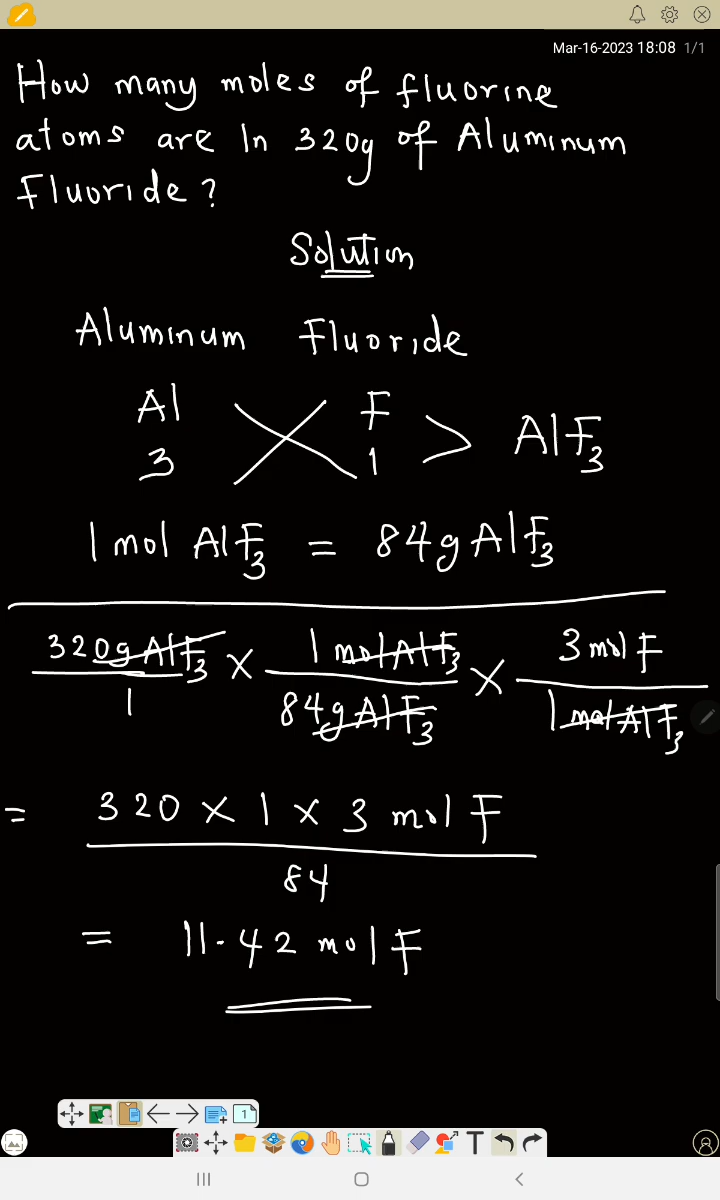 Mar-16-2023 18:08 1/1
How many moles of fluorine
atoms are in 320g of Aluminum
Fluoride?
Solution
Aluminum Fluoride
Al F > AlF₃
3 1
1 mol AlF₃ = 84g AlF₃
320g AlF₃ × 1 mol AlF₃ × 3 mol F
1 84g AlF₃ 1 mol AlF₃
= 320 × 1 × 3 mol F
84
= 11.42 mol F
1
T